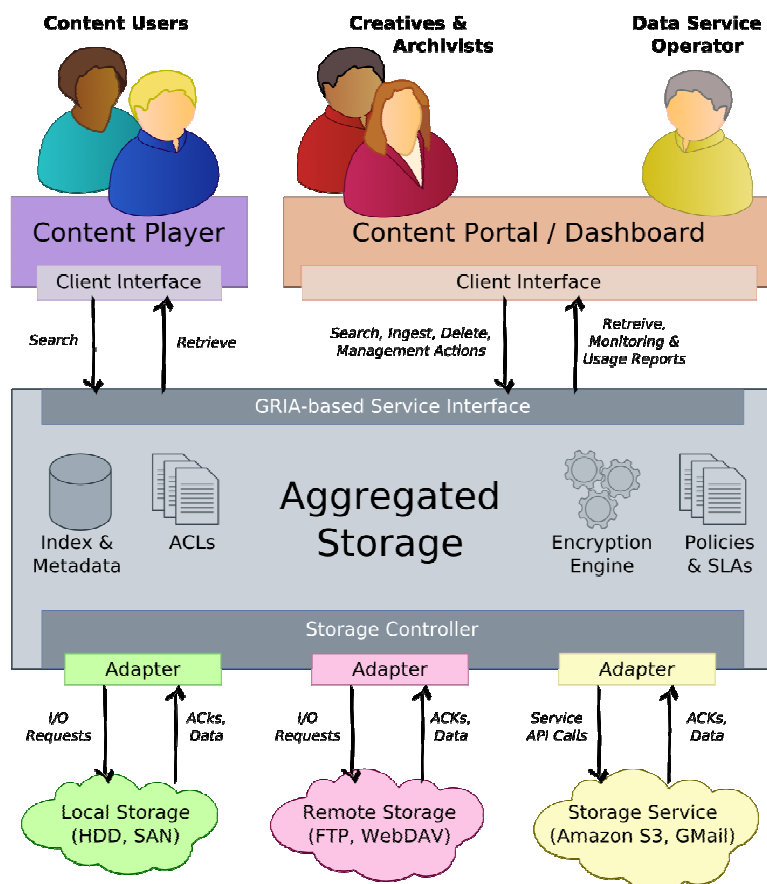 Content Users
Creatives &
Archivists
Data Service
Operator
Content Player
Content Portal / Dashboard
Client Interface
Client Interface
Search
Retrieve
Search, Ingest, Delete,
Management Actions
Retreive,
Monitoring &
Usage Reports
GRIA-based Service Interface
Aggregated
Storage
Index &
Metadata
ACLs
Encryption
Engine
Policies
& SLAs
Storage Controller
Adapter
Adapter
Adapter
I/O
Requests
ACks,
Data
I/O
Requests
ACKs,
Data
Service
API Calls
ACKs,
Data
Local Storage
(HDD, SAN)
Remote Storage
(FTP, WebDAV)
Storage Service
(Amazon S3, GMail)